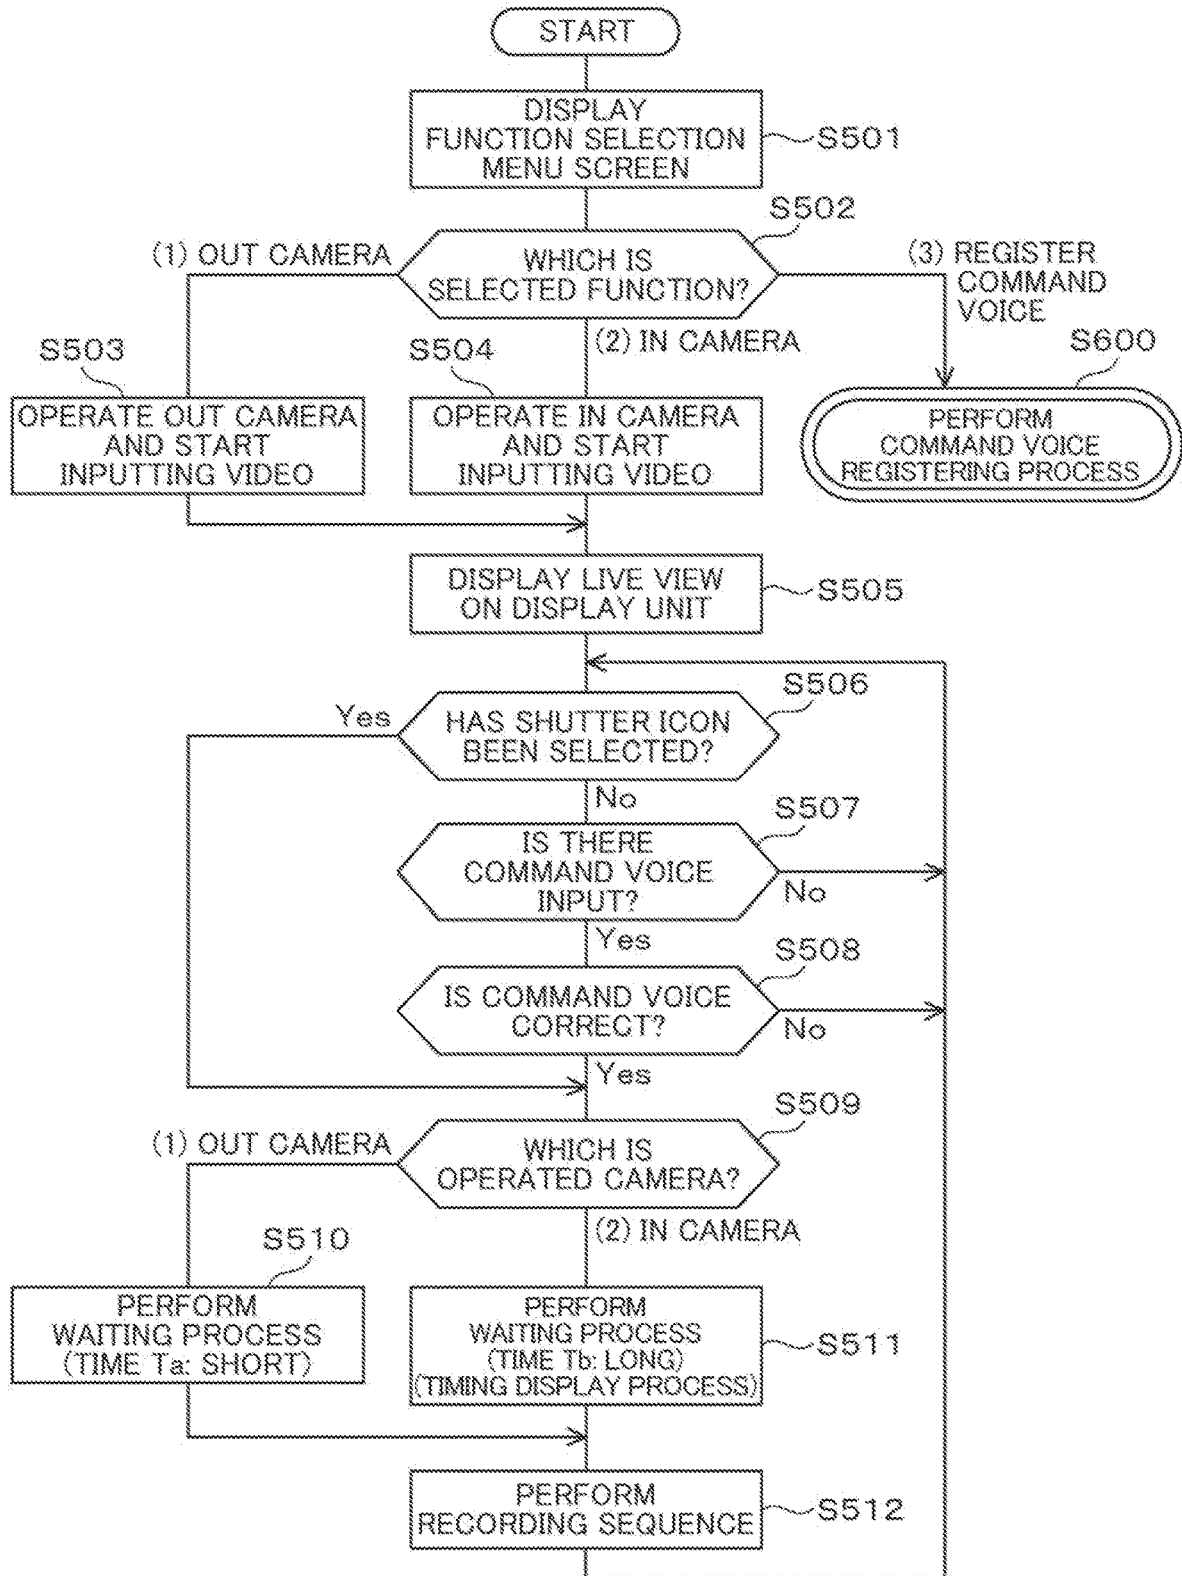 START
DISPLAY
FUNCTION SELECTION
MENU SCREEN
S501
S502
(1) OUT CAMERA
WHICH IS
SELECTED FUNCTION?
(3) REGISTER
COMMAND
VOICE
(2) IN CAMERA
S503
S504
S600
OPERATE OUT CAMERA
AND START
INPUTTING VIDEO
OPERATE IN CAMERA
AND START
INPUTTING VIDEO
PERFORM
COMMAND VOICE
REGISTERING PROCESS
DISPLAY LIVE VIEW
ON DISPLAY UNIT
S505
S506
Yes
HAS SHUTTER ICON
BEEN SELECTED?
No
S507
IS THERE
COMMAND VOICE
INPUT?
No
Yes
S508
IS COMMAND VOICE
CORRECT?
No
Yes
S509
(1) OUT CAMERA
WHICH IS
OPERATED CAMERA?
(2) IN CAMERA
S510
PERFORM
WAITING PROCESS
(TIME Ta: SHORT)
PERFORM
WAITING PROCESS
(TIME Tb: LONG)
(TIMING DISPLAY PROCESS)
S511
PERFORM
RECORDING SEQUENCE
S512